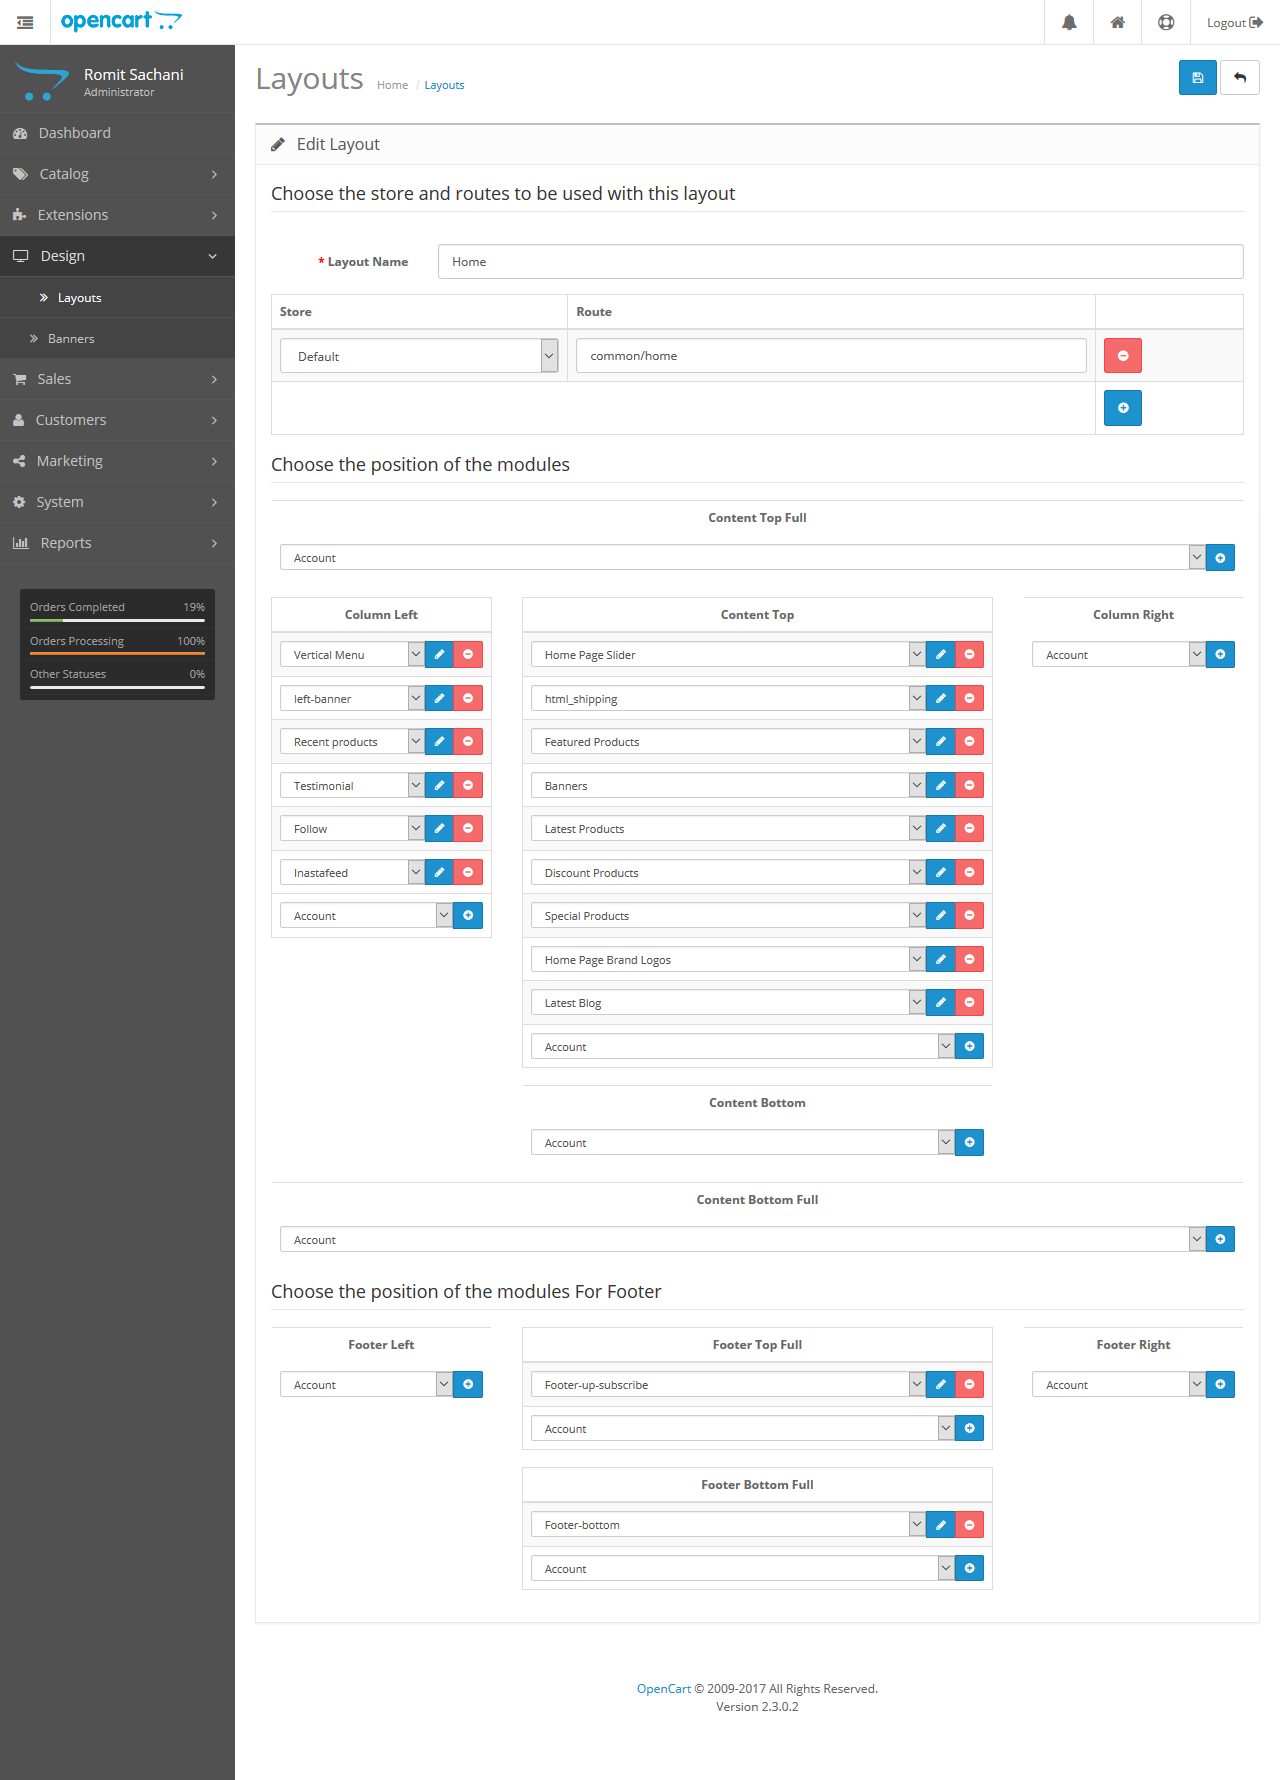 opencart
Logout
Romit Sachani
Administrator
Dashboard
Catalog
Extensions
Design
Layouts
Banners
Sales
Customers
Marketing
System
Reports
Orders Completed 19%
Orders Processing 100%
Other Statuses 0%
Layouts Home / Layouts
Edit Layout
Choose the store and routes to be used with this layout
* Layout Name Home
Store Route
Default common/home
Choose the position of the modules
Content Top Full
Account
Column Left
Vertical Menu
left-banner
Recent products
Testimonial
Follow
Inastafeed
Account
Content Top
Home Page Slider
html_shipping
Featured Products
Banners
Latest Products
Discount Products
Special Products
Home Page Brand Logos
Latest Blog
Account
Column Right
Account
Content Bottom
Account
Content Bottom Full
Account
Choose the position of the modules For Footer
Footer Left
Account
Footer Top Full
Footer-up-subscribe
Account
Footer Right
Account
Footer Bottom Full
Footer-bottom
Account
OpenCart © 2009-2017 All Rights Reserved.
Version 2.3.0.2